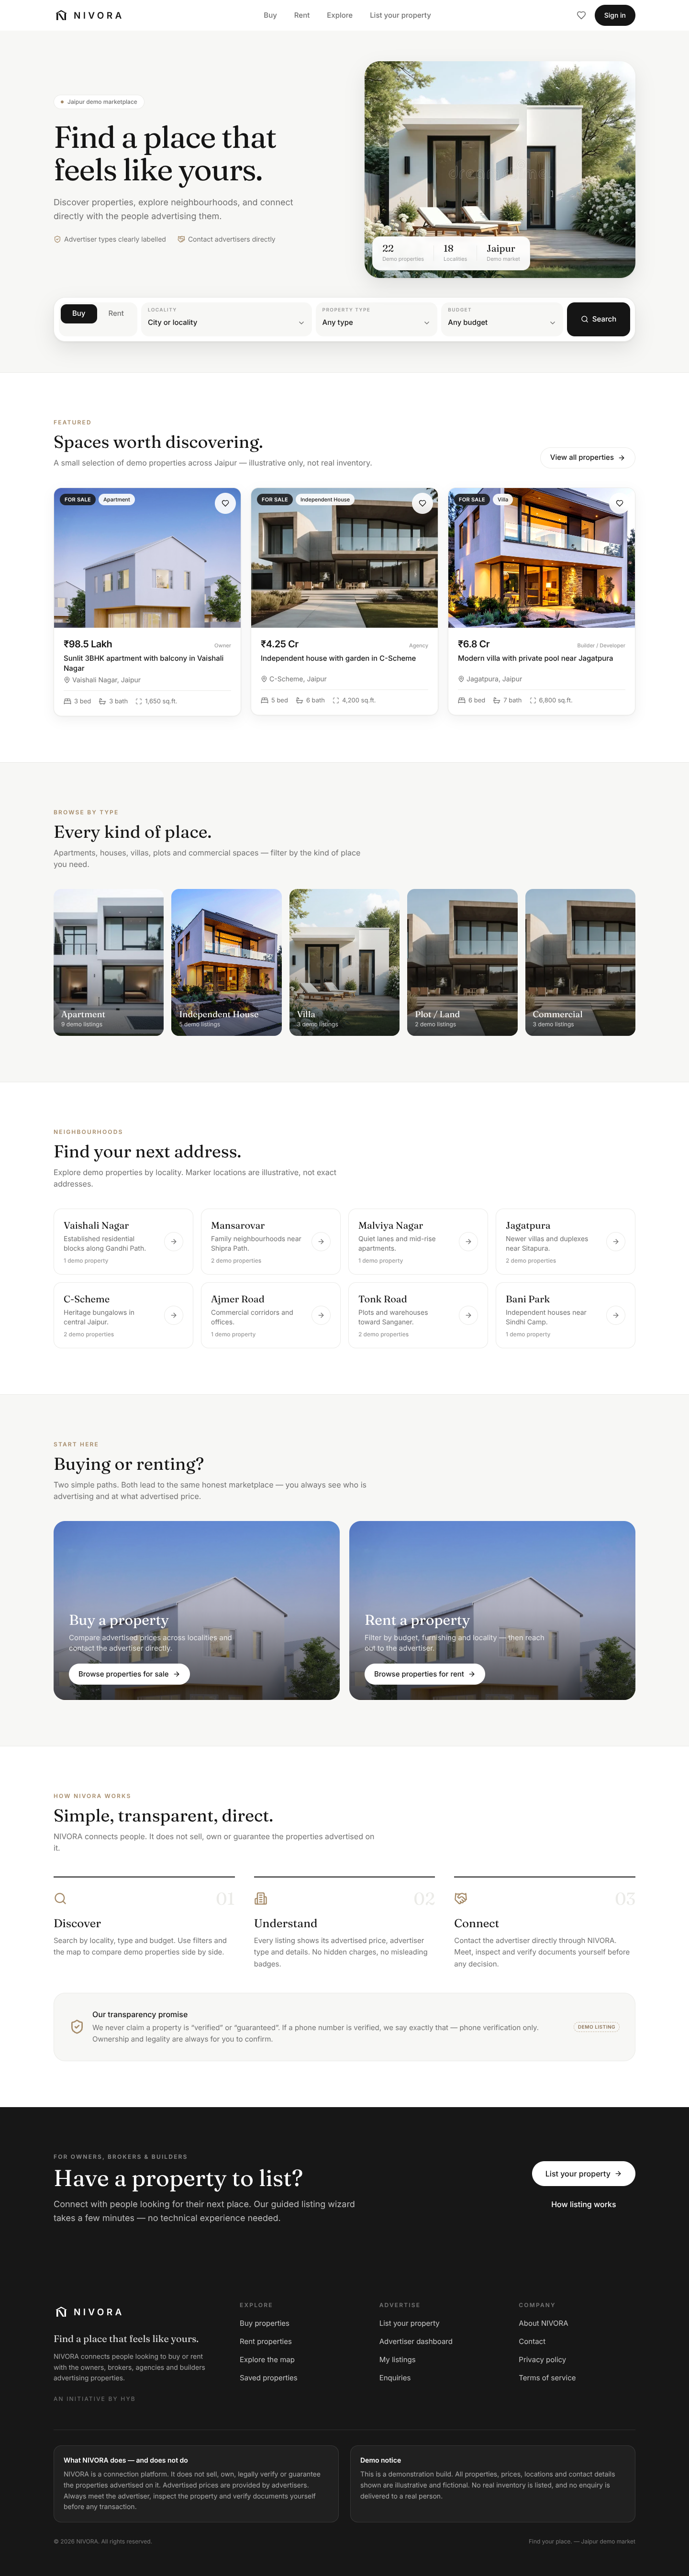 NIVORA
Buy
Rent
Explore
List your property
Sign in
Jaipur demo marketplace
Find a place that
feels like yours.
Discover properties, explore neighbourhoods, and connect
directly with the people advertising them.
Advertiser types clearly labelled
Contact advertisers directly
22
Demo properties
18
Localities
Jaipur
Demo market
Buy
Rent
LOCALITY
City or locality
PROPERTY TYPE
Any type
BUDGET
Any budget
Search
FEATURED
Spaces worth discovering.
A small selection of demo properties across Jaipur — illustrative only, not real inventory.
View all properties
FOR SALE
Apartment
₹98.5 Lakh
Owner
Sunlit 3BHK apartment with balcony in Vaishali
Nagar
Vaishali Nagar, Jaipur
3 bed
3 bath
1,650 sq.ft.
FOR SALE
Independent House
₹4.25 Cr
Agency
Independent house with garden in C-Scheme
C-Scheme, Jaipur
5 bed
6 bath
4,200 sq.ft.
FOR SALE
Villa
₹6.8 Cr
Builder / Developer
Modern villa with private pool near Jagatpura
Jagatpura, Jaipur
6 bed
7 bath
6,800 sq.ft.
BROWSE BY TYPE
Every kind of place.
Apartments, houses, villas, plots and commercial spaces — filter by the kind of place
you need.
Apartment
9 demo listings
Independent House
5 demo listings
Villa
3 demo listings
Plot / Land
2 demo listings
Commercial
3 demo listings
NEIGHBOURHOODS
Find your next address.
Explore demo properties by locality. Marker locations are illustrative, not exact
addresses.
Vaishali Nagar
Established residential
blocks along Gandhi Path.
1 demo property
Mansarovar
Family neighbourhoods near
Shipra Path.
2 demo properties
Malviya Nagar
Quiet lanes and mid-rise
apartments.
1 demo property
Jagatpura
Newer villas and duplexes
near Sitapura.
2 demo properties
C-Scheme
Heritage bungalows in
central Jaipur.
2 demo properties
Ajmer Road
Commercial corridors and
offices.
1 demo property
Tonk Road
Plots and warehouses
toward Sanganer.
2 demo properties
Bani Park
Independent houses near
Sindhi Camp.
1 demo property
START HERE
Buying or renting?
Two simple paths. Both lead to the same honest marketplace — you always see who is
advertising and at what advertised price.
Buy a property
Compare advertised prices across localities and
contact the advertiser directly.
Browse properties for sale
Rent a property
Filter by budget, furnishing and locality — then reach
out to the advertiser.
Browse properties for rent
HOW NIVORA WORKS
Simple, transparent, direct.
NIVORA connects people. It does not sell, own or guarantee the properties advertised on
it.
01
Discover
Search by locality, type and budget. Use filters and
the map to compare demo properties side by side.
02
Understand
Every listing shows its advertised price, advertiser
type and details. No hidden charges, no misleading
badges.
03
Connect
Contact the advertiser directly through NIVORA.
Meet, inspect and verify documents yourself before
any decision.
Our transparency promise
We never claim a property is “verified” or “guaranteed”. If a phone number is verified, we say exactly that — phone verification only.
Ownership and legality are always for you to confirm.
DEMO LISTING
FOR OWNERS, BROKERS & BUILDERS
Have a property to list?
Connect with people looking for their next place. Our guided listing wizard
takes a few minutes — no technical experience needed.
List your property
How listing works
NIVORA
Find a place that feels like yours.
NIVORA connects people looking to buy or rent
with the owners, brokers, agencies and builders
advertising properties.
AN INITIATIVE BY HYB
EXPLORE
Buy properties
Rent properties
Explore the map
Saved properties
ADVERTISE
List your property
Advertiser dashboard
My listings
Enquiries
COMPANY
About NIVORA
Contact
Privacy policy
Terms of service
What NIVORA does — and does not do
NIVORA is a connection platform. It does not sell, own, legally verify or guarantee
the properties advertised on it. Advertised prices are provided by advertisers.
Always meet the advertiser, inspect the property and verify documents yourself
before any transaction.
Demo notice
This is a demonstration build. All properties, prices, locations and contact details
shown are illustrative and fictional. No real inventory is listed, and no enquiry is
delivered to a real person.
© 2026 NIVORA. All rights reserved.
Find your place. — Jaipur demo market